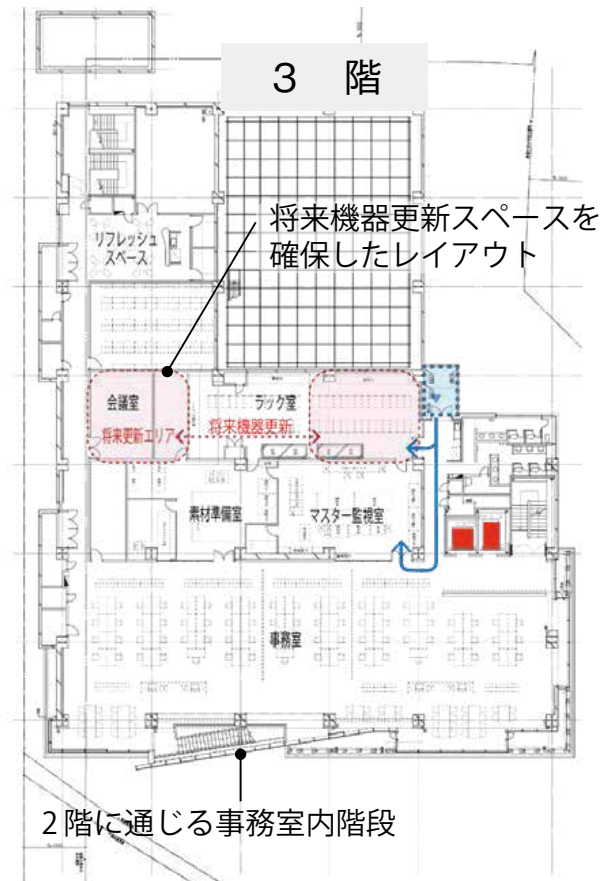 3 階
将来機器更新スペースを
確保したレイアウト
リフレッシュ
スペース
会議室
ラック室
将来更新エリア
将来機器更新
素材準備室
マスター監視室
事務室
2階に通じる事務室内階段